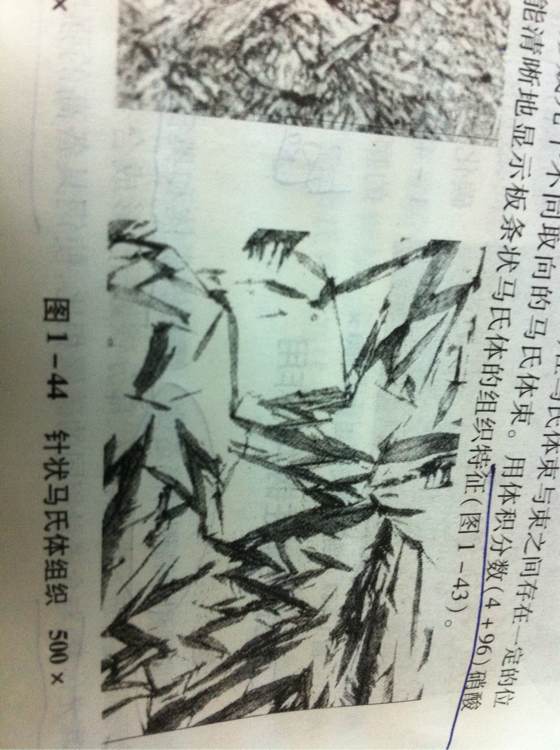 马氏体束与束之间存在一定的位
不同取向的马氏体束。用体积分数(4+96)硝酸
能清晰地显示板条状马氏体的组织特征(图1-43)。
×
图1-44 针状马氏体组织 500×